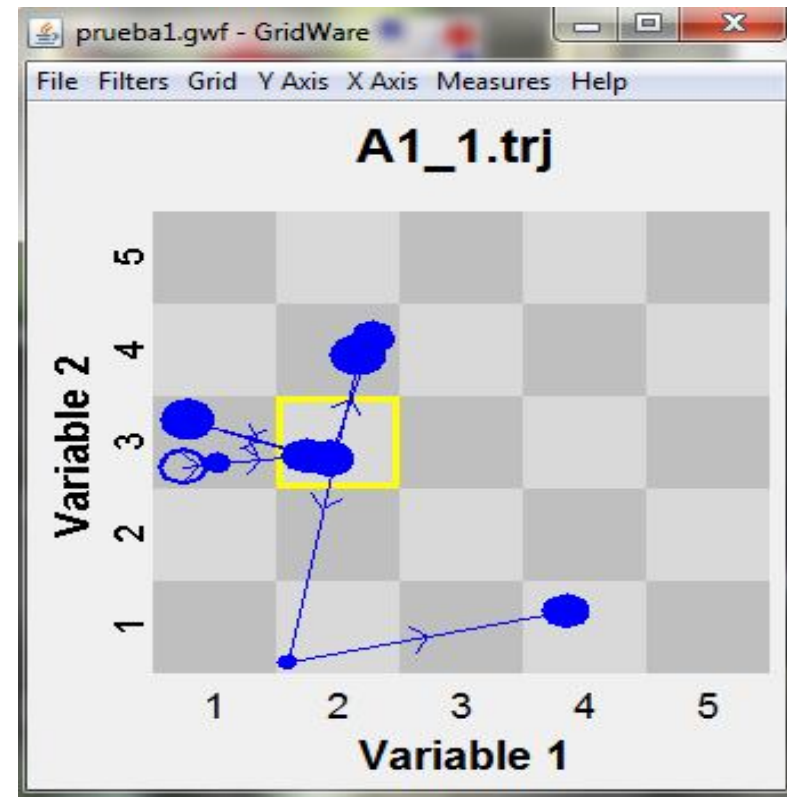 prueba1.gwf - GridWare
File Filters Grid Y Axis X Axis Measures Help
A1_1.trj
Variable 2
5
4
3
2
1
1 2 3 4 5
Variable 1